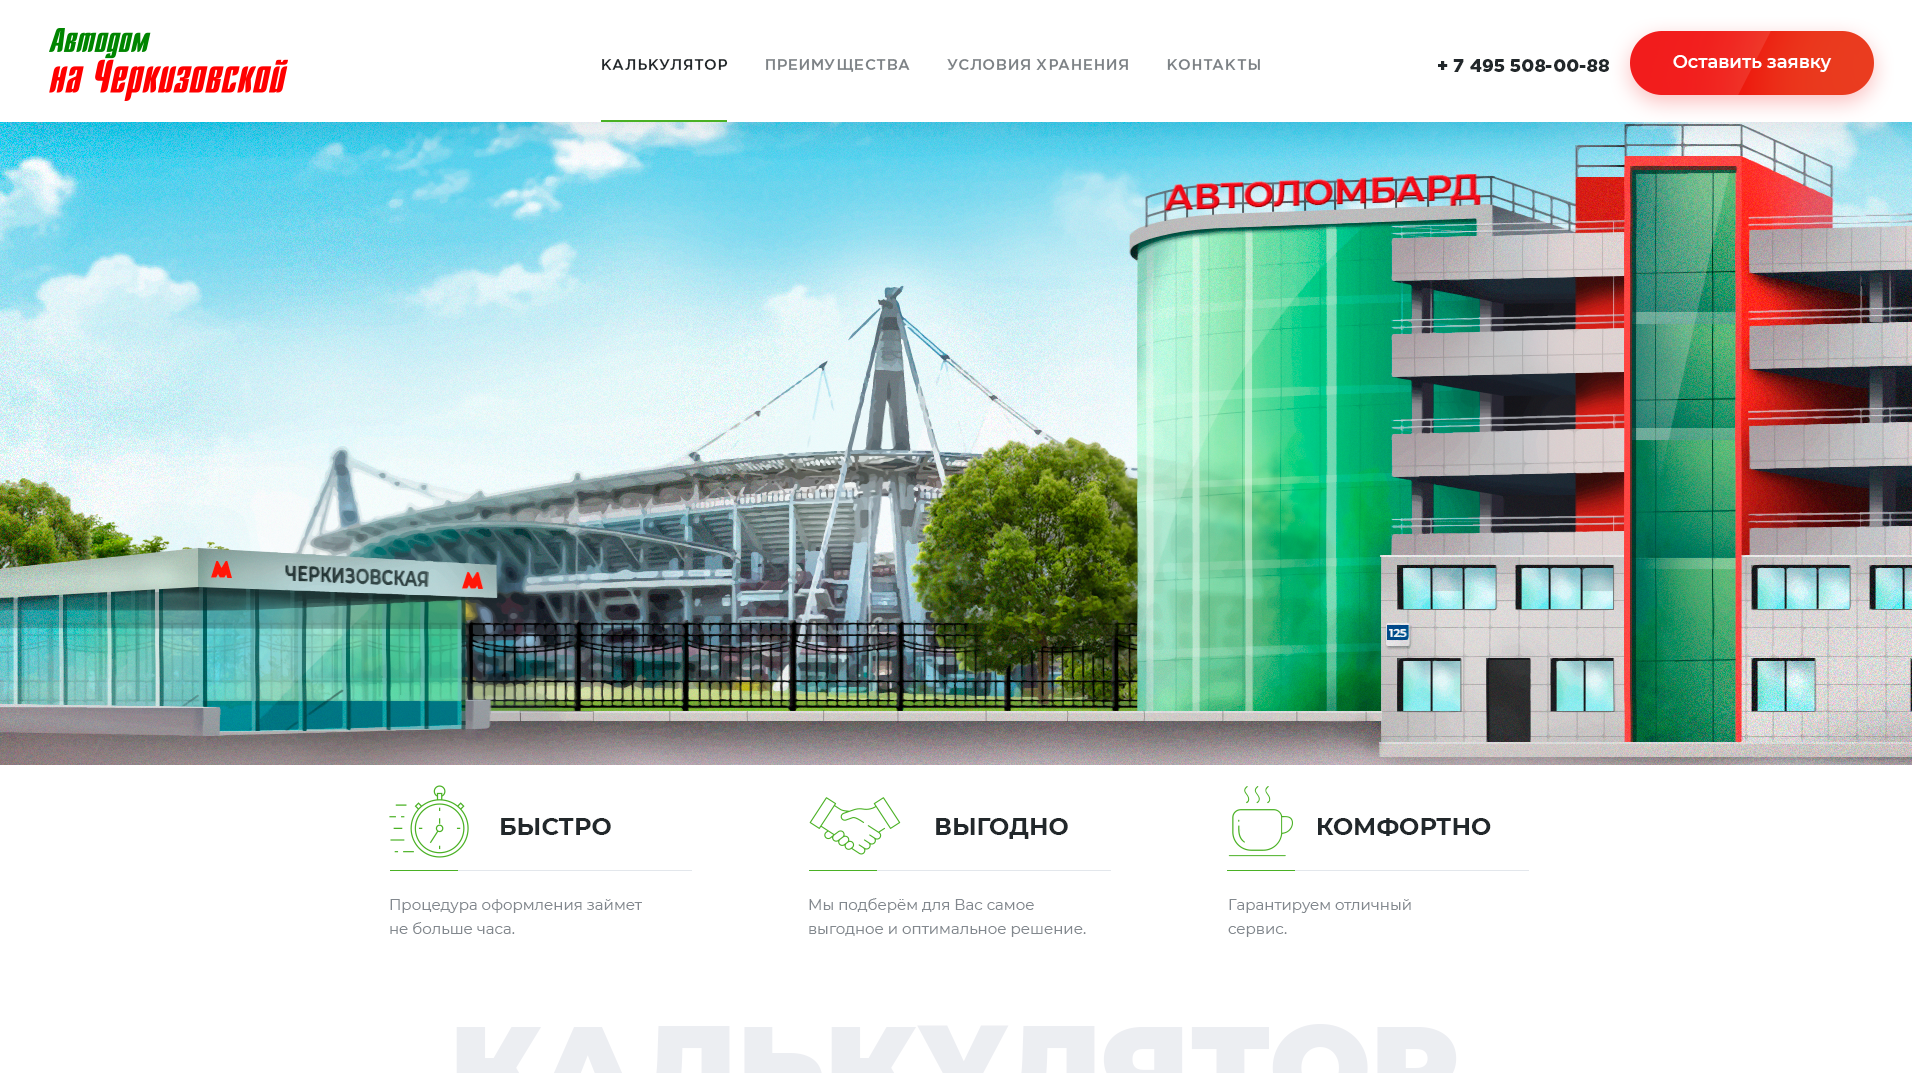 Автодом
на Черкизовской
КАЛЬКУЛЯТОР
ПРЕИМУЩЕСТВА
УСЛОВИЯ ХРАНЕНИЯ
КОНТАКТЫ
+ 7 495 508-00-88
Оставить заявку
АВТОЛОМБАРД
М ЧЕРКИЗОВСКАЯ М
125
БЫСТРО
Процедура оформления займет
не больше часа.
ВЫГОДНО
Мы подберём для Вас самое
выгодное и оптимальное решение.
КОМФОРТНО
Гарантируем отличный
сервис.
КАЛЬКУЛЯТОР